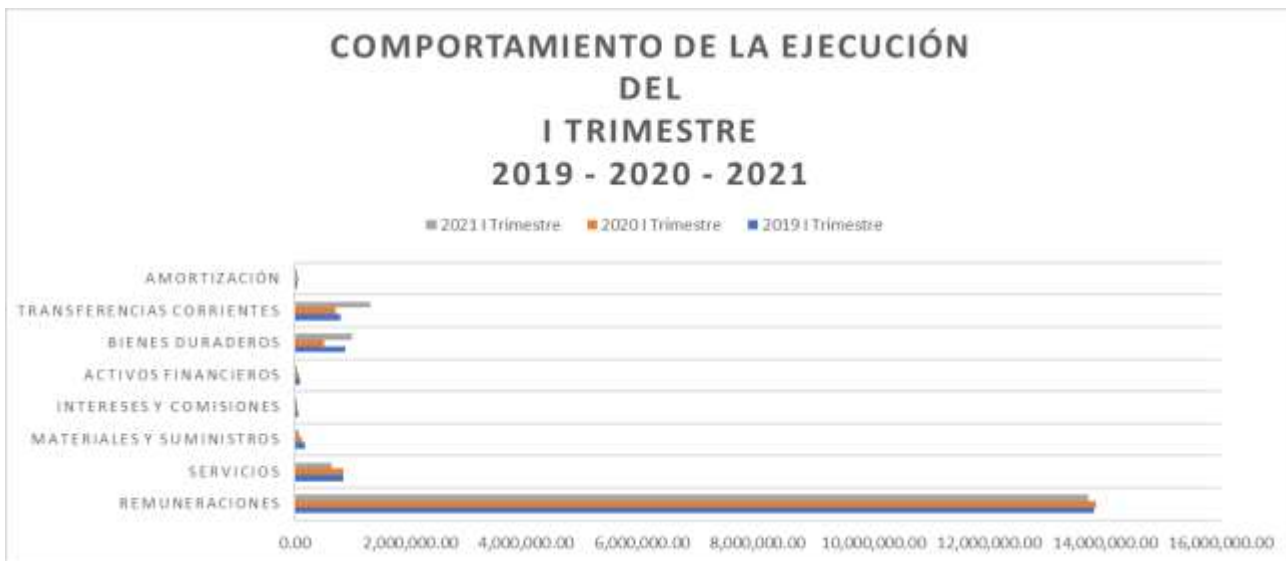 COMPORTAMIENTO DE LA EJECUCIÓN
DEL
I TRIMESTRE
2019 - 2020 - 2021
2021 I Trimestre 2020 I Trimestre 2019 I Trimestre
AMORTIZACIÓN
TRANSFERENCIAS CORRIENTES
BIENES DURADEROS
ACTIVOS FINANCIEROS
INTERESES Y COMISIONES
MATERIALES Y SUMINISTROS
SERVICIOS
REMUNERACIONES
0.00 2,000,000.00 4,000,000.00 6,000,000.00 8,000,000.00 10,000,000.00 12,000,000.00 14,000,000.00 16,000,000.00